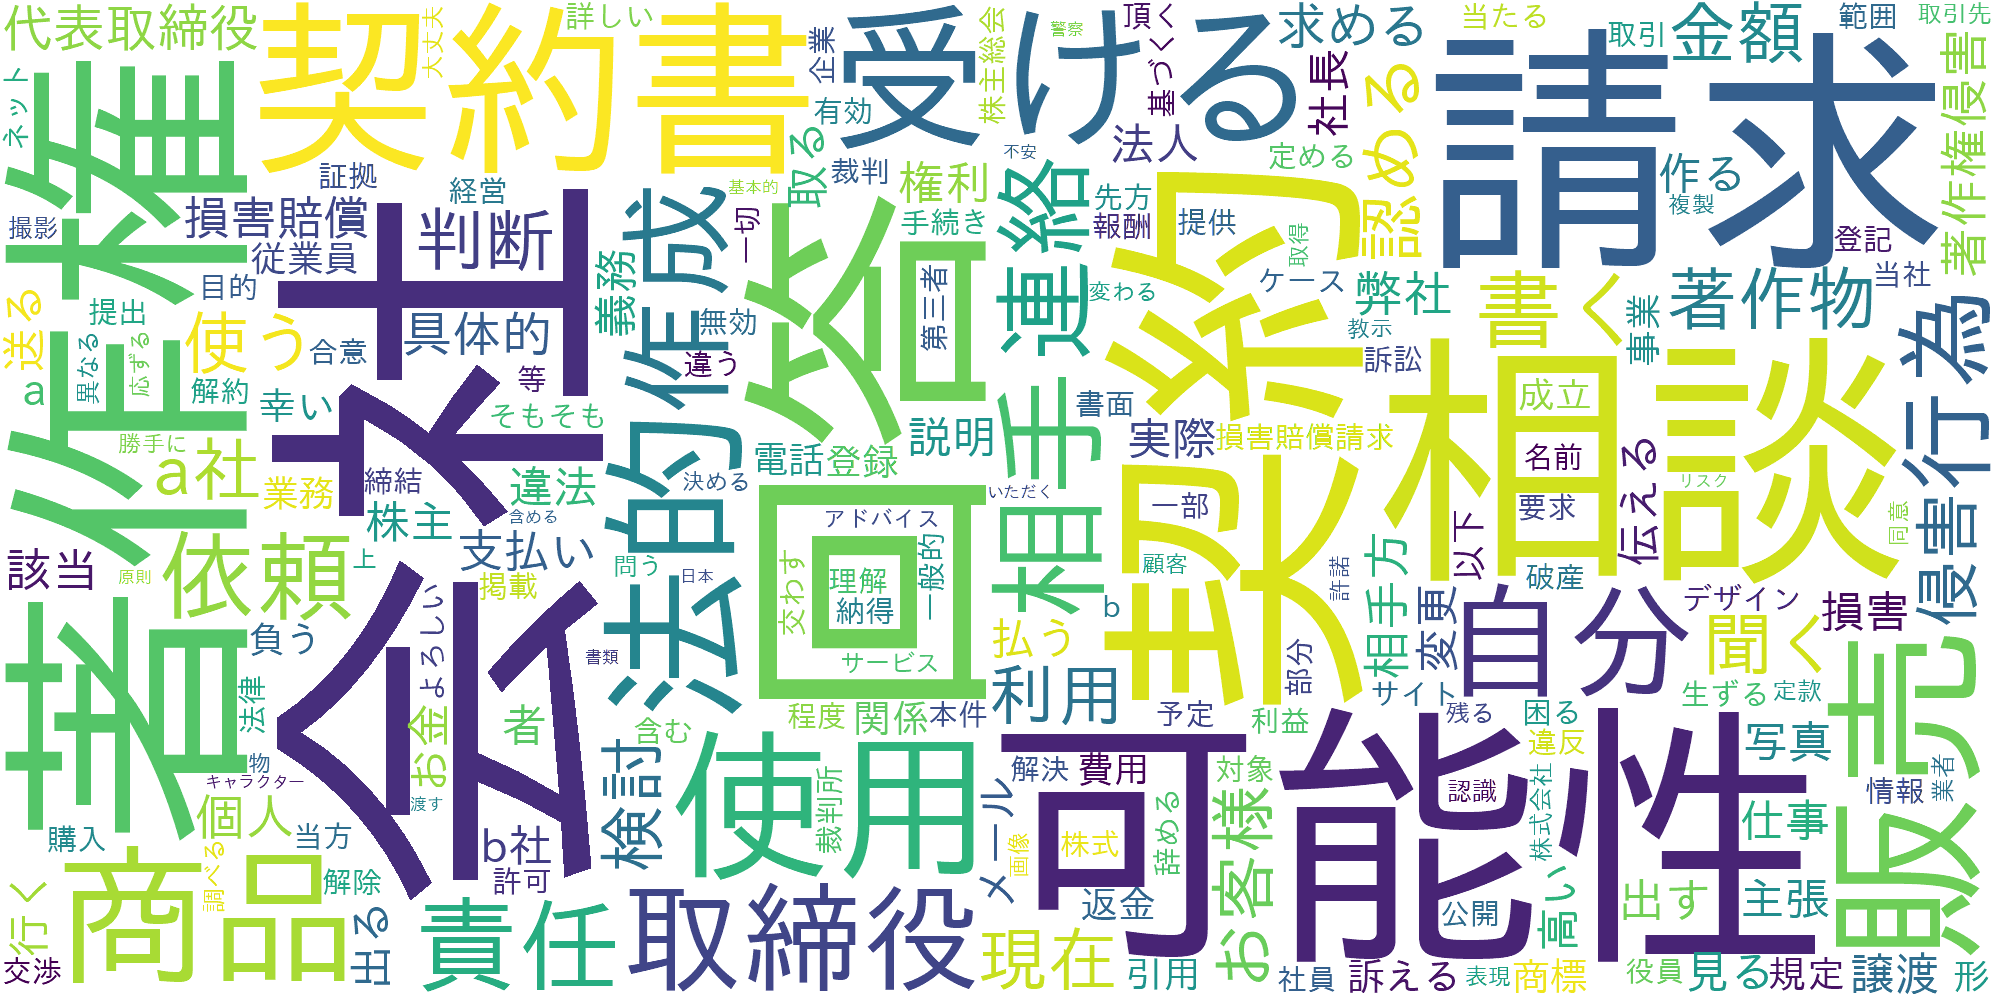 代表取締役
詳しい
契約書
大丈夫
企業
受ける
株主総会
警察
頂く
求める
当たる
取引
金額
範囲
取引先
ネット
著作権
有効
基づく
社長
認める
請求
著作権侵害
証拠
経営
取る
裁判
権利
不安
法人
定める
作る
複製
撮影
損害賠償
判断
会社
基本的
手続き
連絡
先方
報酬
提供
取得
登記
従業員
義務
法的
作成
一切
回答
第三者
変わる
契約
ケース
弊社
書く
著作物
当社
目的
送る
提出
使う
具体的
無効
教示
事業
侵害行為
a
異なる
応ずる
合意
解約
幸い
等
違う
相手
書面
訴訟
相談
成立
そもそも
勝手に
a社
電話
登録
説明
実際
損害賠償請求
名前
伝える
業務
締結
違法
決める
いただく
一部
要求
リスク
同意
該当
依頼
上
株主
含める
支払い
アドバイス
一般的
以下
原則
掲載
問う
日本
交わす
理解
納得
顧客
許諾
相手方
破産
デザイン
損害
負う
よろしい
書類
サービス
払う
b
変更
自分
聞く
販売
法律
お金
者
含む
程度
関係
本件
利用
予定
利益
部分
サイト
生ずる
定款
物
キャラクター
渡す
検討
使用
可能性
解決
費用
対象
残る
困る
違反
写真
購入
個人
当方
b社
許可
裁判所
メール
画像
株式
辞める
お客様
認識
株式会社
仕事
情報
業者
行く
商品
調べる
解除
出る
責任
取締役
現在
返金
引用
公開
高い
出す
主張
交渉
社員
訴える
表現
商標
役員
見る
規定
譲渡
形